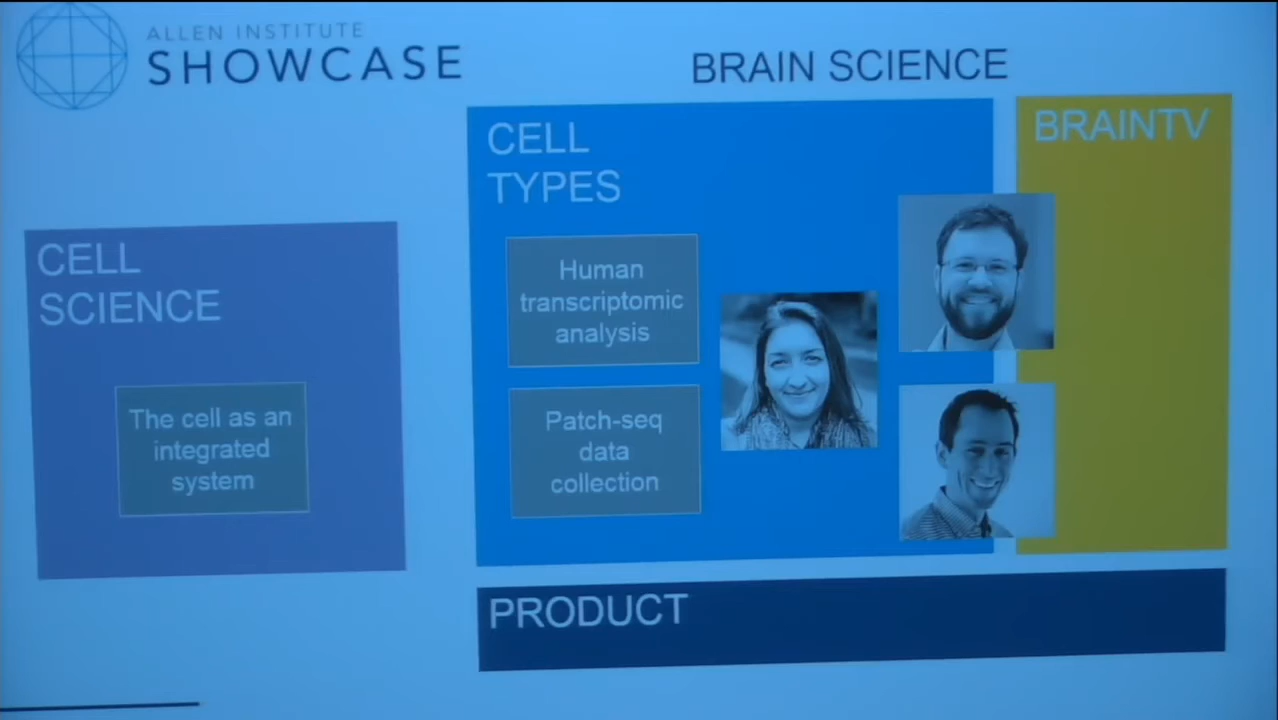 ALLEN INSTITUTE
SHOWCASE
BRAIN SCIENCE
CELL
TYPES
BRAINTV
CELL
SCIENCE
Human
transcriptomic
analysis
The cell as an
integrated
system
Patch-seq
data
collection
PRODUCT